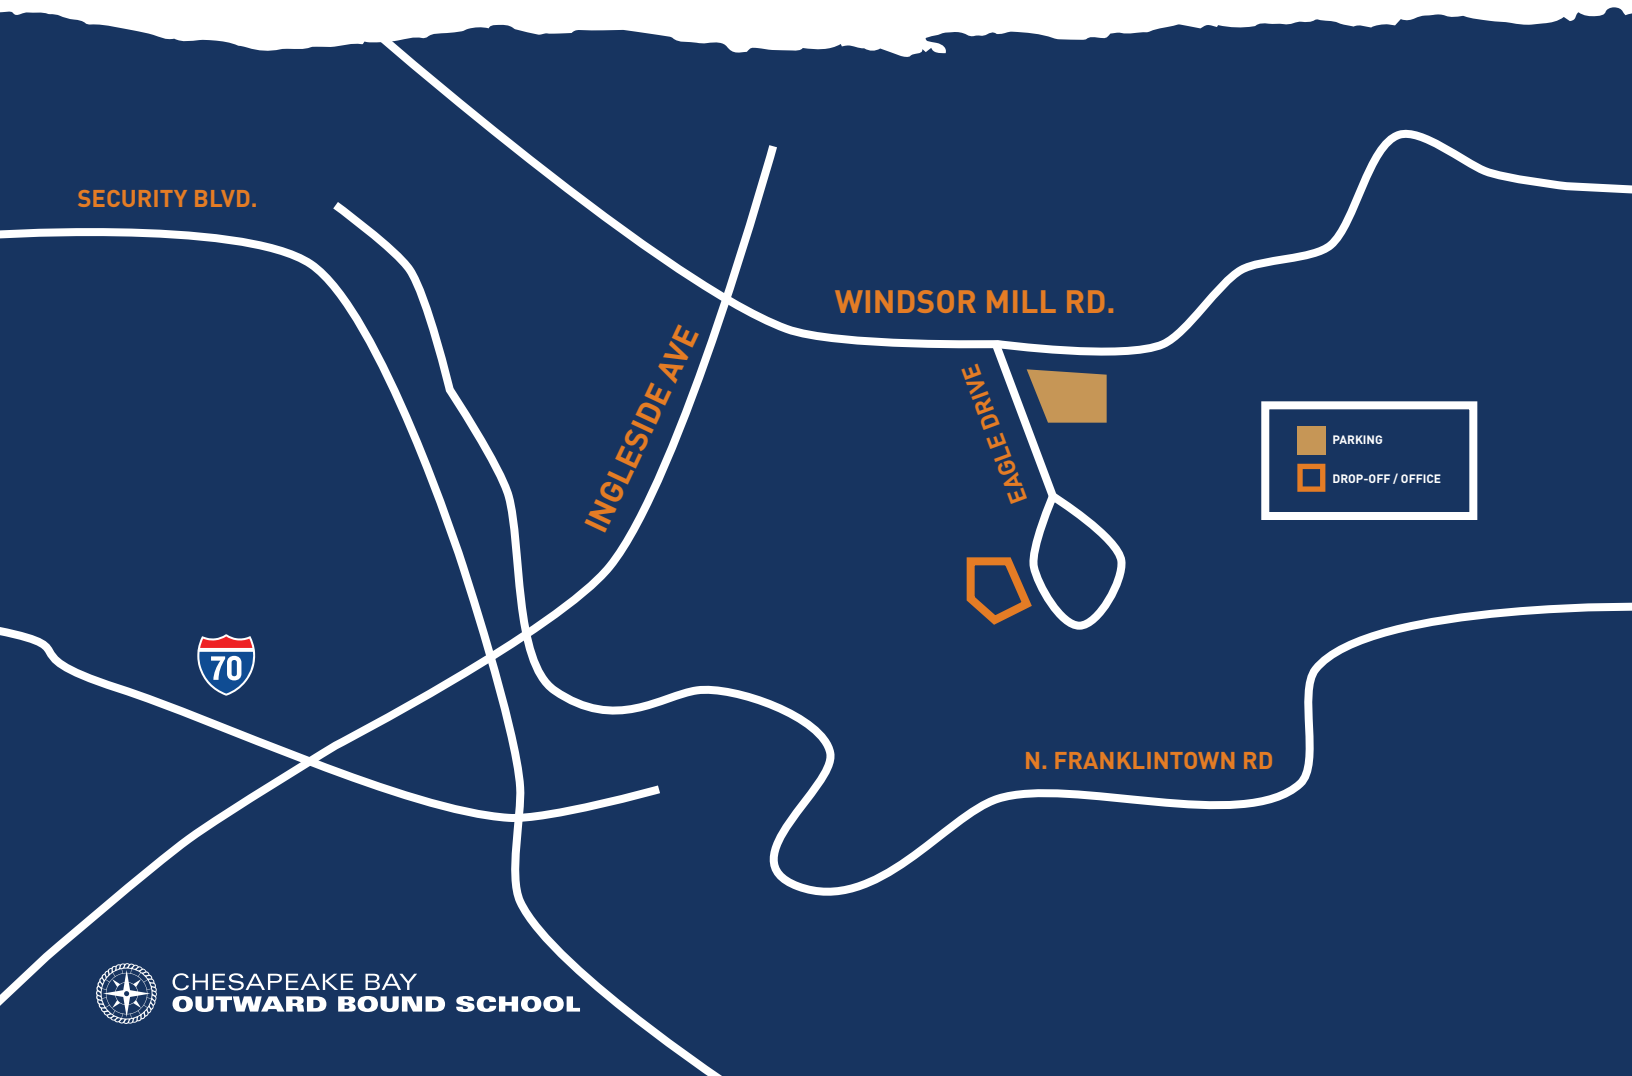 SECURITY BLVD.
WINDSOR MILL RD.
INGLESIDE AVE
EAGLE DRIVE
PARKING
DROP-OFF / OFFICE
70
N. FRANKLINTOWN RD
CHESAPEAKE BAY
OUTWARD BOUND SCHOOL